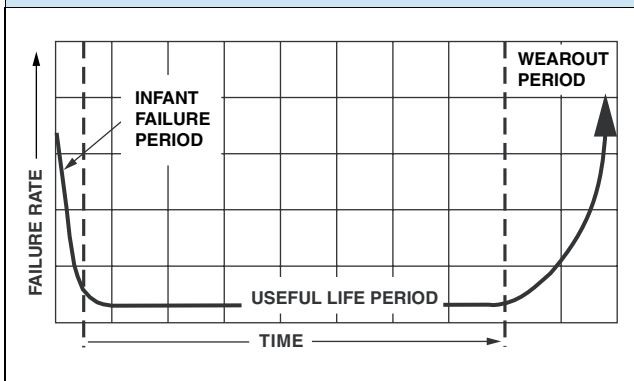 WEAROUT
PERIOD
INFANT
FAILURE
PERIOD
FAILURE RATE
USEFUL LIFE PERIOD
TIME